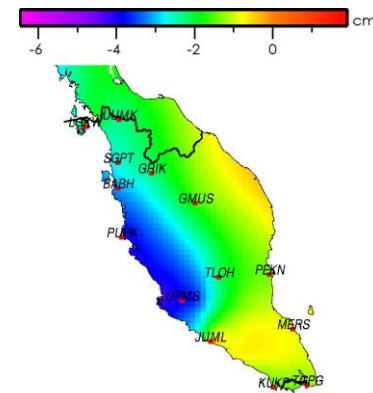 cm
-6 -4 -2 0
UUMK
SGPT
GRIK
BABH
GMUS
PUPK
TLOH
PEKN
UPMS
MERS
JUML